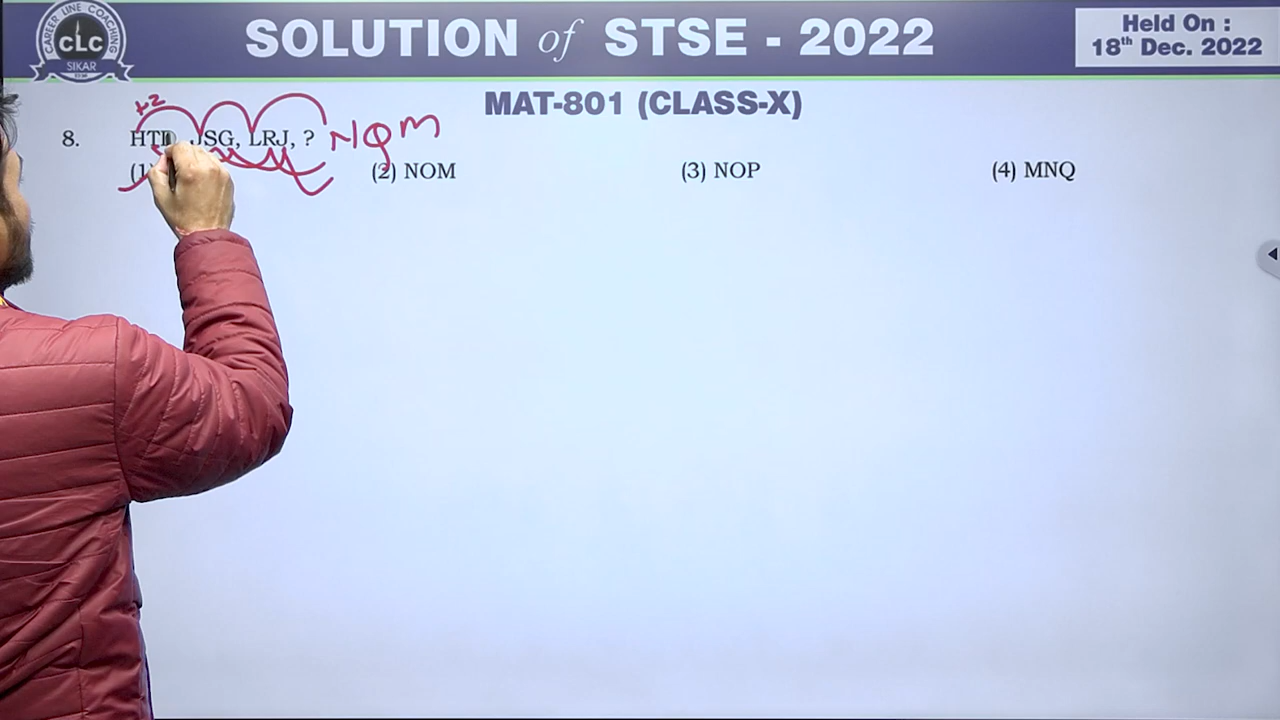 CAREER LINE COACHING
CLC
SIKAR
SOLUTION of STSE - 2022
Held On :
18th Dec. 2022
MAT-801 (CLASS-X)
+2
8. JSG, LRJ, ? NQM
(2) NOM (3) NOP (4) MNQ